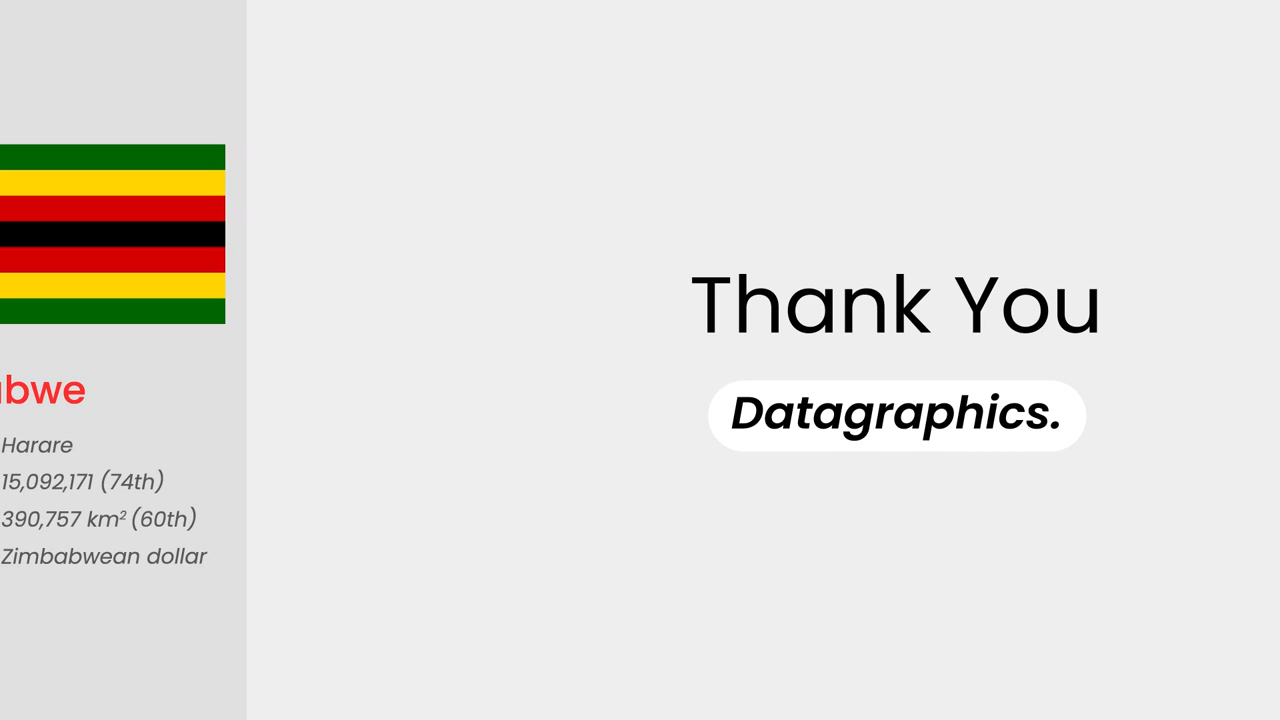 abwe
Harare
15,092,171 (74th)
390,757 km² (60th)
Zimbabwean dollar
Thank You
Datagraphics.